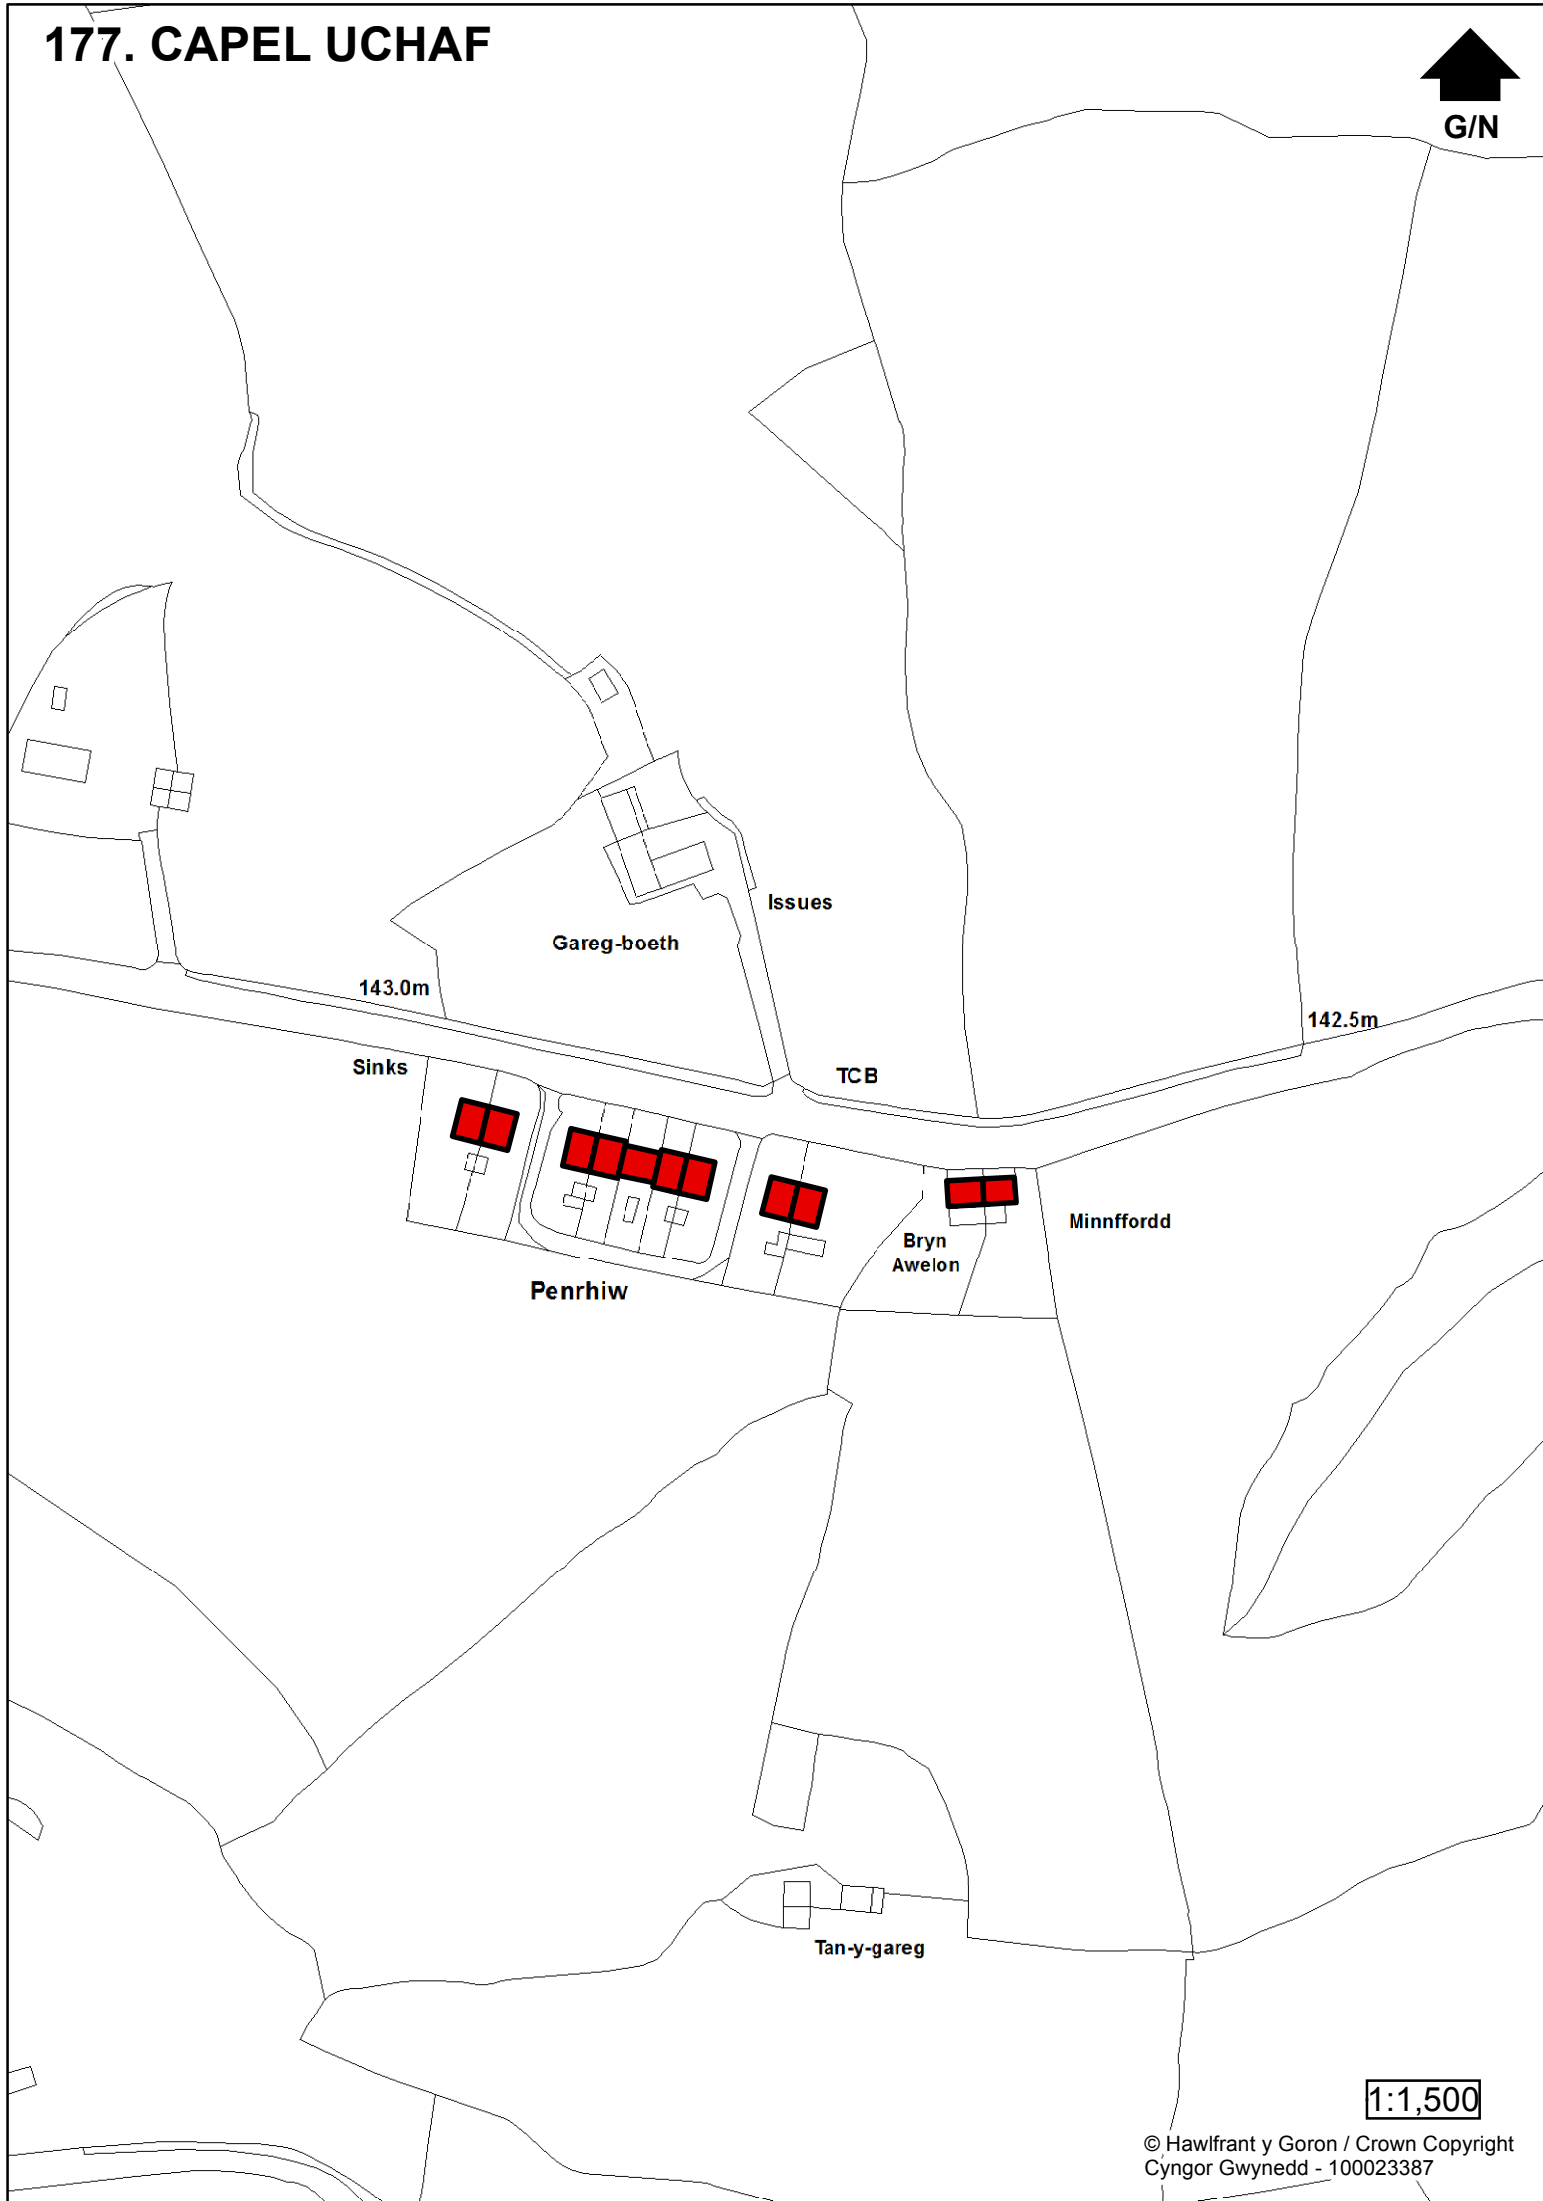 177. CAPEL UCHAF
G/N
Issues
Gareg-boeth
143.0m
142.5m
Sinks
TCB
Minnffordd
Bryn
Awelon
Penrhiw
Tan-y-gareg
1:1,500
© Hawlfrant y Goron / Crown Copyright
Cyngor Gwynedd - 100023387